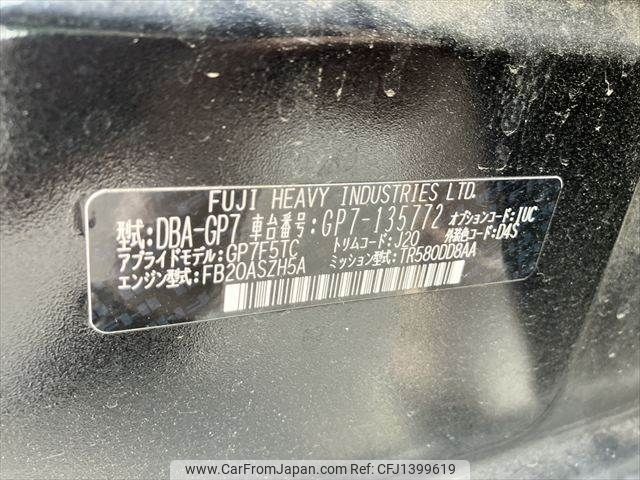 FUJI HEAVY INDUSTRIES LTD.
型式:DBA-GP7 車台番号:GP7-135772 オプションコード:IUC
アプライドモデル:GP7F5TC トリムコード:J20 外装色コード:D4S
エンジン型式:FB20ASZH5A ミッション型式:TR580DD8AA
www.CarFromJapan.com
Car Ref. No: CFJ1399619